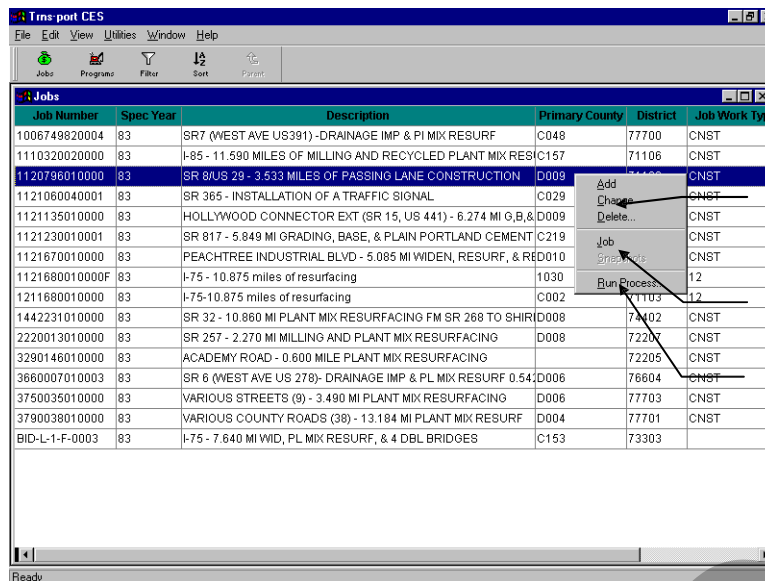 Trns·port CES
File Edit View Utilities Window Help
Jobs Programs Filter Sort Parent
Jobs
Job Number Spec Year Description Primary County District Job Work Typ
1006749820004 83 SR7 (WEST AVE US391) -DRAINAGE IMP & Pl MIX RESURF C048 77700 CNST
1110320020000 83 I-85 - 11.590 MILES OF MILLING AND RECYCLED PLANT MIX RES C157 71106 CNST
1120796010000 83 SR 8/US 29 - 3.533 MILES OF PASSING LANE CONSTRUCTION D009
1121060040001 83 SR 365 - INSTALLATION OF A TRAFFIC SIGNAL C029 CNST
1121135010000 83 HOLLYWOOD CONNECTOR EXT (SR 15, US 441) - 6.274 MI G,B,& D009 CNST
1121230010001 83 SR 817 - 5.849 MI GRADING, BASE, & PLAIN PORTLAND CEMENT C219 CNST
1121670010000 83 PEACHTREE INDUSTRIAL BLVD - 5.085 MI WIDEN, RESURF, & RE D010 CNST
1121680010000F 83 I-75 - 10.875 miles of resurfacing 1030 12
1211680010000 83 I-75-10.875 miles of resurfacing C002 71103 12
1442231010000 83 SR 32 - 10.860 MI PLANT MIX RESURFACING FM SR 268 TO SHIR D008 74402 CNST
2220013010000 83 SR 257 - 2.270 MI MILLING AND PLANT MIX RESURFACING D008 72207 CNST
3290146010000 83 ACADEMY ROAD - 0.600 MILE PLANT MIX RESURFACING 72205 CNST
3660007010003 83 SR 6 (WEST AVE US 278)- DRAINAGE IMP & PL MIX RESURF 0.542 D006 76604 CNST
3750035010000 83 VARIOUS STREETS (9) - 3.490 MI PLANT MIX RESURFACING D006 77703 CNST
3790038010000 83 VARIOUS COUNTY ROADS (38) - 13.184 MI PLANT MIX RESURF D004 77701 CNST
BID-L-1-F-0003 83 I-75 - 7.640 MI WID, PL MIX RESURF, & 4 DBL BRIDGES C153 73303
Add
Change...
Delete...
Job
Snapshots
Run Process...
Ready